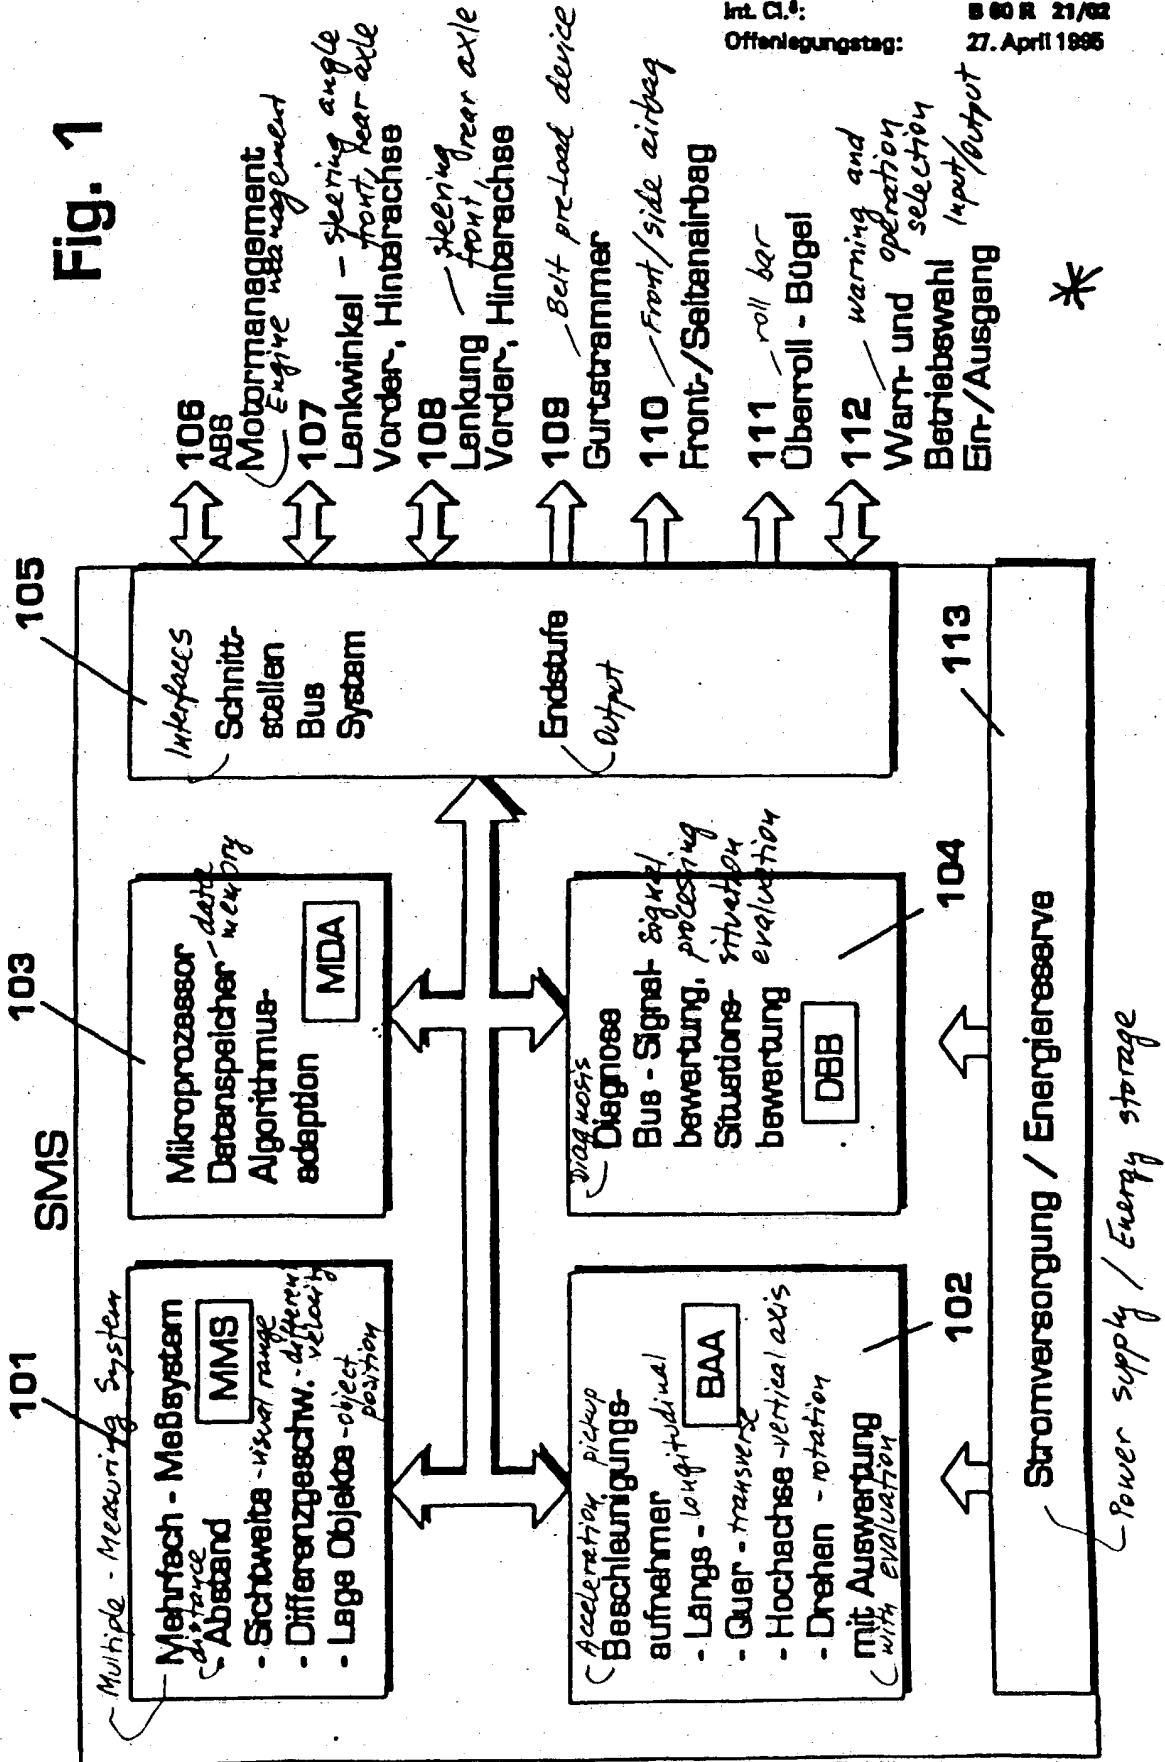 Int. Cl.⁶: B 60 R 21/02
Offenlegungstag: 27. April 1995
Fig. 1
SMS
101
Multiple - Measuring System
Mehrfach - Meßsystem
distance
- Abstand
MMS
- Sichtweite - visual range
- Differenzgeschw. - different velocity
- Lage Objekte - object position
103
Mikroprozessor
Datenspeicher - data memory
Algorithmus-
adaption
MDA
105
Interfaces
Schnitt-
stellen
Bus
System
Endstufe
Output
106
ABS
Motormanagement
Engine management
107
Lenkwinkel - steering angle
front, rear axle
Vorder-, Hinterachse
108
Lenkung - steering
front, rear axle
Vorder-, Hinterachse
109
Gurtstrammer - Belt pre-load device
110
Front-/Seitenairbag - Front/side airbag
111
Überroll - Bügel - roll bar
112
Warn- und - warning and
operation
Betriebswahl selection
Ein-/Ausgang Input/Output
*
102
Acceleration pickup
Beschleunigungs-
aufnehmer
BAA
- Längs - longitudinal
- Quer - transverse
- Hochachse - vertical axis
- Drehen - rotation
mit Auswertung
with evaluation
104
Diagnosis
Diagnose
Bus - Signal- signal
bewertung, processing
Situations- situation
bewertung evaluation
DBB
113
Stromversorgung / Energiereserve
Power supply / Energy storage